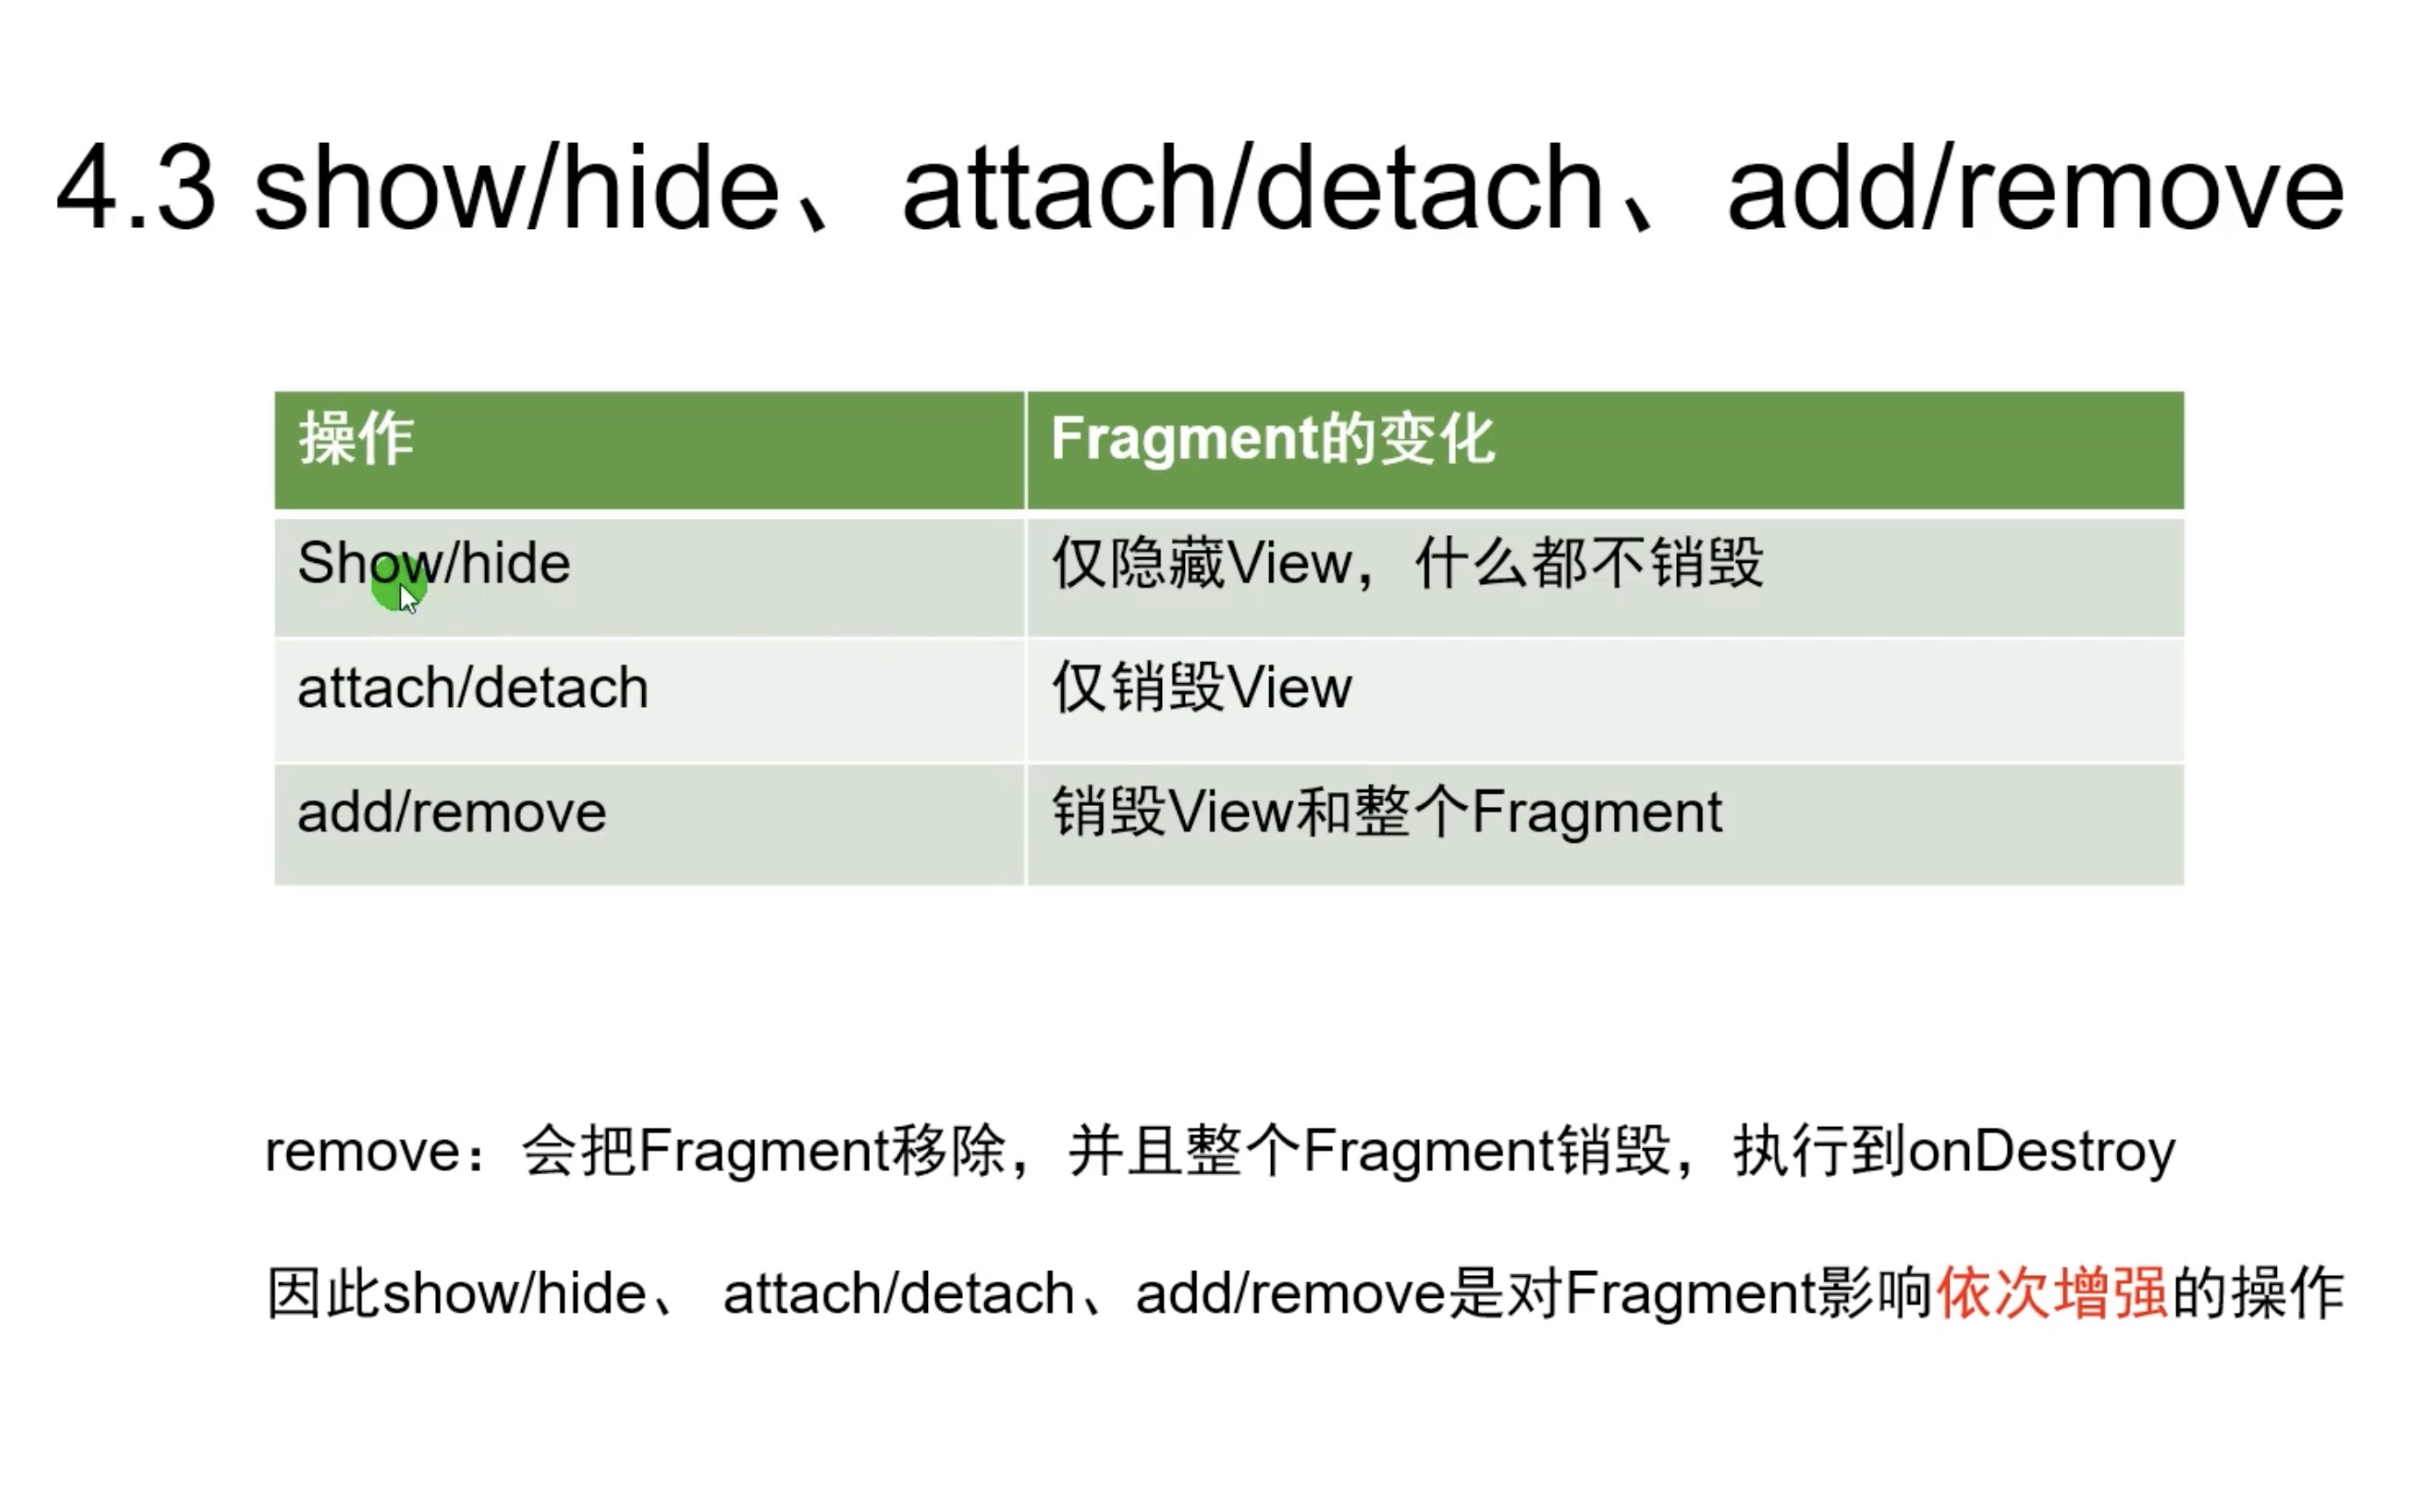 4.3 show/hide、attach/detach、add/remove
操作 Fragment的变化
Show/hide 仅隐藏View，什么都不销毁
attach/detach 仅销毁View
add/remove 销毁View和整个Fragment
remove：会把Fragment移除，并且整个Fragment销毁，执行到onDestroy
因此show/hide、 attach/detach、add/remove是对Fragment影响依次增强的操作